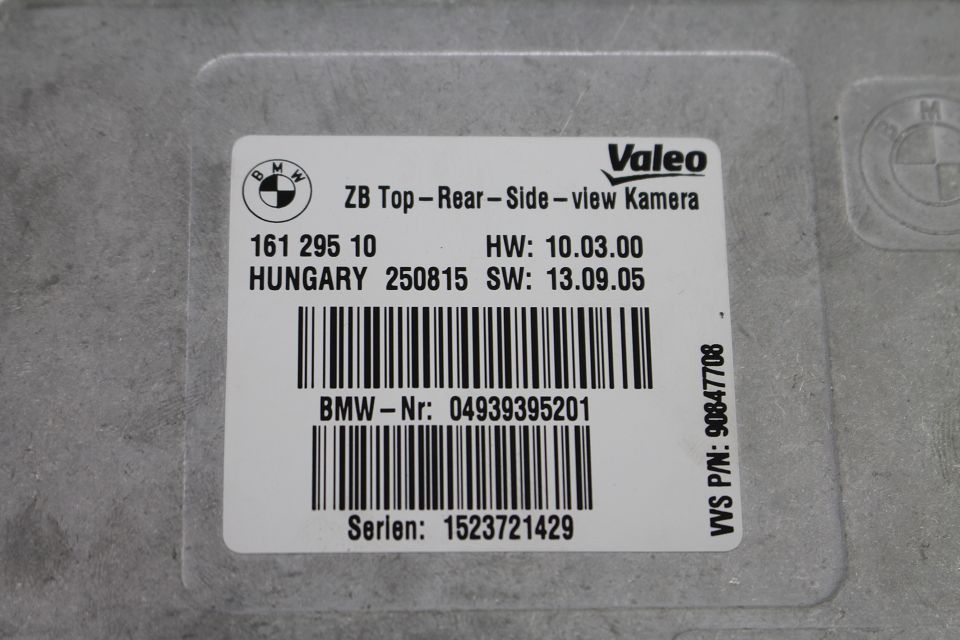 BMW
Valeo
ZB Top-Rear-Side-view Kamera
161 295 10 HW: 10.03.00
HUNGARY 250815 SW: 13.09.05
BMW-Nr: 04939395201
Serien: 1523721429
VVS P/N: 90847708
BMW